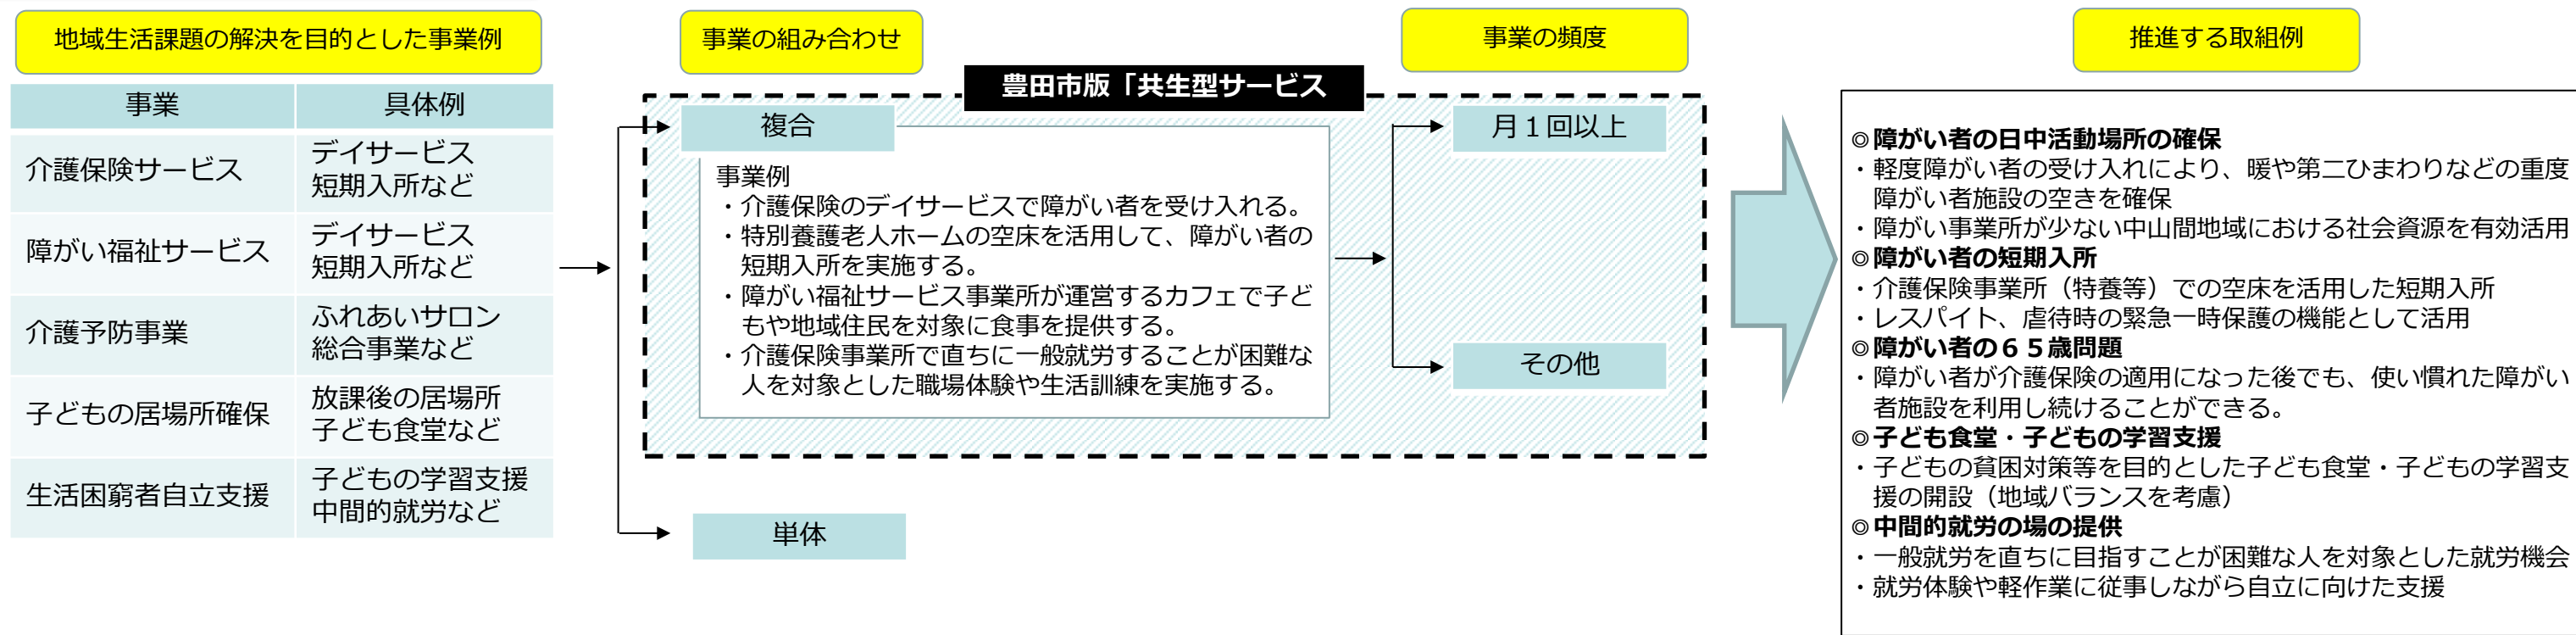 地域生活課題の解決を目的とした事業例
事業 具体例
介護保険サービス デイサービス
短期入所など
障がい福祉サービス デイサービス
短期入所など
介護予防事業 ふれあいサロン
総合事業など
子どもの居場所確保 放課後の居場所
子ども食堂など
生活困窮者自立支援 子どもの学習支援
中間的就労など
事業の組み合わせ
豊田市版「共生型サービス
複合
事業例
・介護保険のデイサービスで障がい者を受け入れる。
・特別養護老人ホームの空床を活用して、障がい者の
短期入所を実施する。
・障がい福祉サービス事業所が運営するカフェで子ど
もや地域住民を対象に食事を提供する。
・介護保険事業所で直ちに一般就労することが困難な
人を対象とした職場体験や生活訓練を実施する。
単体
事業の頻度
月１回以上
その他
推進する取組例
◎障がい者の日中活動場所の確保
・軽度障がい者の受け入れにより、暖や第二ひまわりなどの重度
障がい者施設の空きを確保
・障がい事業所が少ない中山間地域における社会資源を有効活用
◎障がい者の短期入所
・介護保険事業所（特養等）での空床を活用した短期入所
・レスパイト、虐待時の緊急一時保護の機能として活用
◎障がい者の６５歳問題
・障がい者が介護保険の適用になった後でも、使い慣れた障がい
者施設を利用し続けることができる。
◎子ども食堂・子どもの学習支援
・子どもの貧困対策等を目的とした子ども食堂・子どもの学習支
援の開設（地域バランスを考慮）
◎中間的就労の場の提供
・一般就労を直ちに目指すことが困難な人を対象とした就労機会
・就労体験や軽作業に従事しながら自立に向けた支援